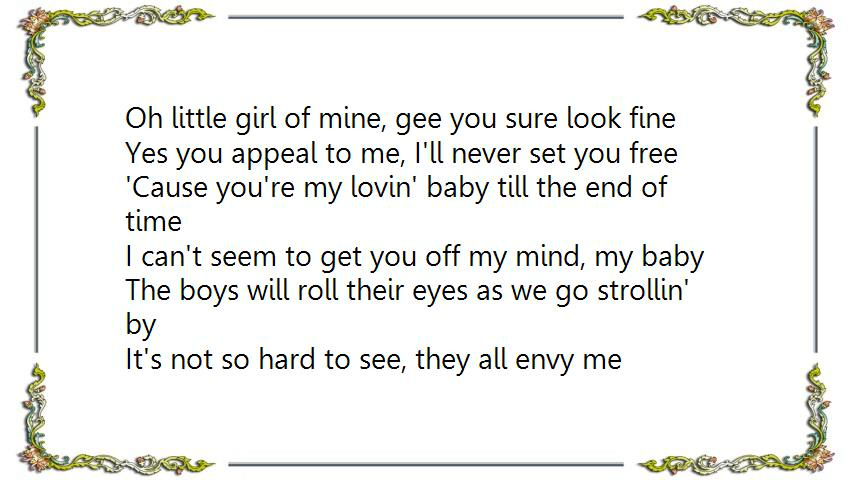 Oh little girl of mine, gee you sure look fine
Yes you appeal to me, I'll never set you free
'Cause you're my lovin' baby till the end of
time
I can't seem to get you off my mind, my baby
The boys will roll their eyes as we go strollin'
by
It's not so hard to see, they all envy me